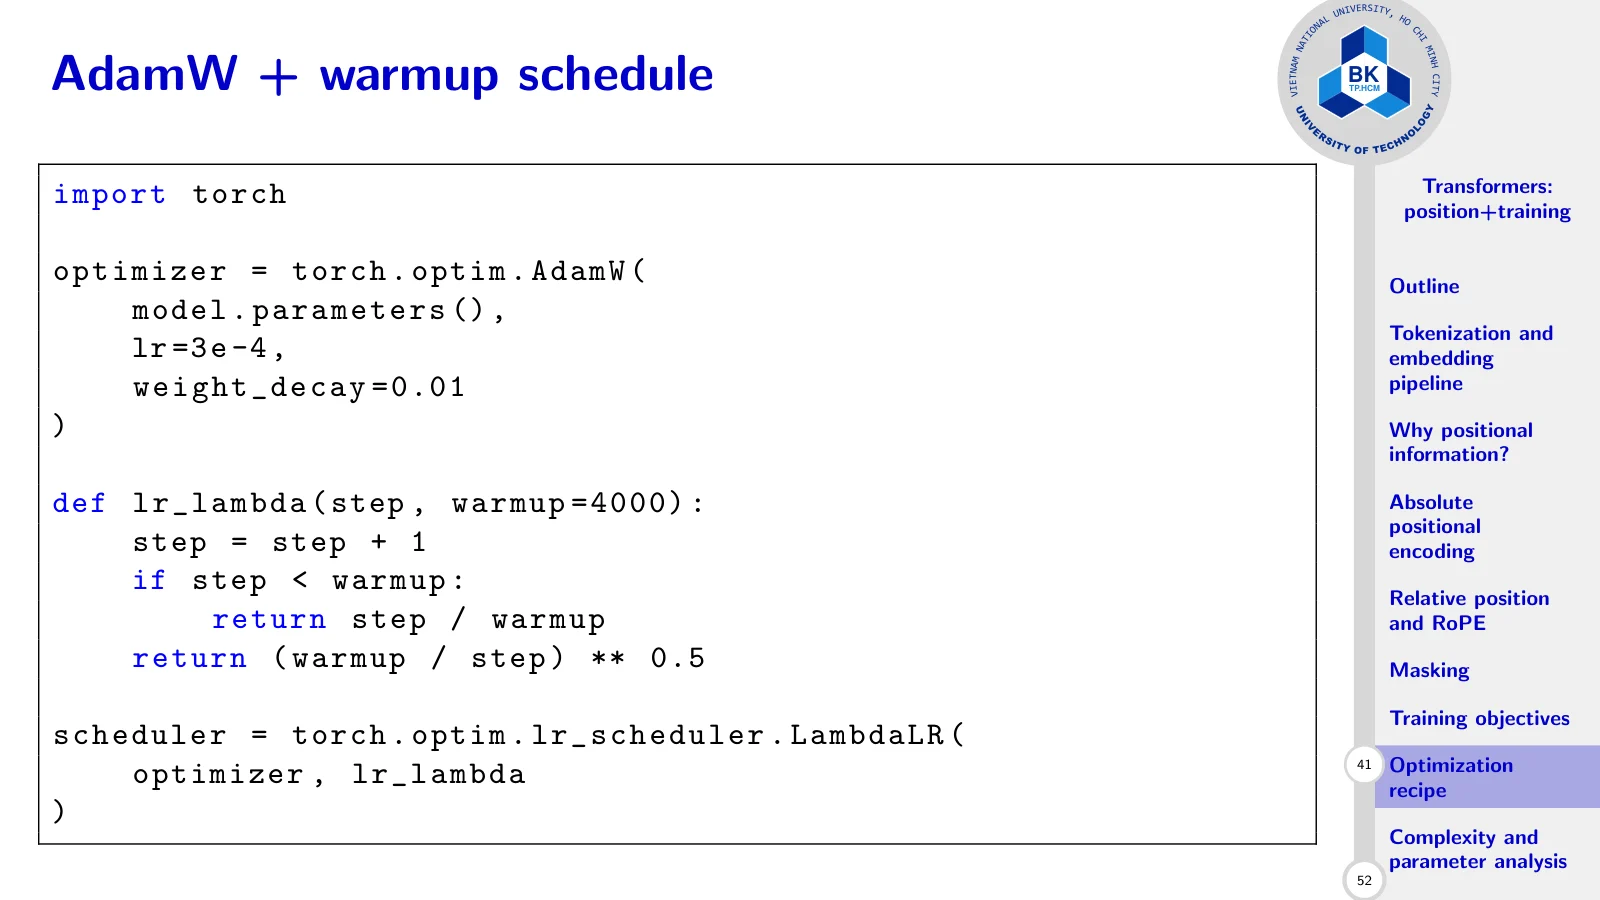 AdamW + warmup schedule
import torch
optimizer = torch.optim.AdamW(
    model.parameters(),
    lr=3e-4,
    weight_decay=0.01
)
def lr_lambda(step, warmup=4000):
    step = step + 1
    if step < warmup:
        return step / warmup
    return (warmup / step) ** 0.5
scheduler = torch.optim.lr_scheduler.LambdaLR(
    optimizer, lr_lambda
)
VIETNAM NATIONAL UNIVERSITY, HO CHI MINH CITY
BK
TP.HCM
UNIVERSITY OF TECHNOLOGY
Transformers:
position+training
Outline
Tokenization and
embedding
pipeline
Why positional
information?
Absolute
positional
encoding
Relative position
and RoPE
Masking
Training objectives
41
Optimization
recipe
Complexity and
parameter analysis
52